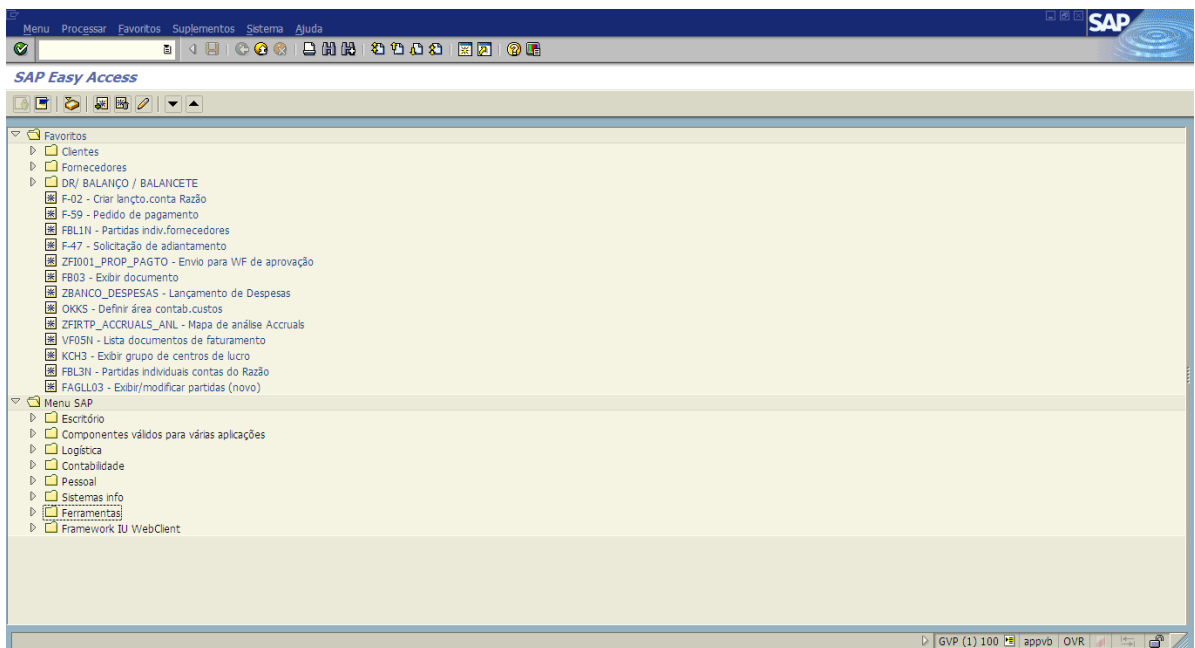 Menu Processar Favoritos Suplementos Sistema Ajuda
SAP
SAP Easy Access
Favoritos
Clientes
Fornecedores
DR/ BALANÇO / BALANCETE
F-02 - Criar lançto.conta Razão
F-59 - Pedido de pagamento
FBL1N - Partidas indiv.fornecedores
F-47 - Solicitação de adiantamento
ZFI001_PROP_PAGTO - Envio para WF de aprovação
FB03 - Exibir documento
ZBANCO_DESPESAS - Lançamento de Despesas
OKKS - Definir área contab.custos
ZFIRTP_ACCRUALS_ANL - Mapa de análise Accruals
VF05N - Lista documentos de faturamento
KCH3 - Exibir grupo de centros de lucro
FBL3N - Partidas individuais contas do Razão
FAGLL03 - Exibir/modificar partidas (novo)
Menu SAP
Escritório
Componentes válidos para várias aplicações
Logística
Contabilidade
Pessoal
Sistemas info
Ferramentas
Framework IU WebClient
GVP (1) 100 appvb OVR